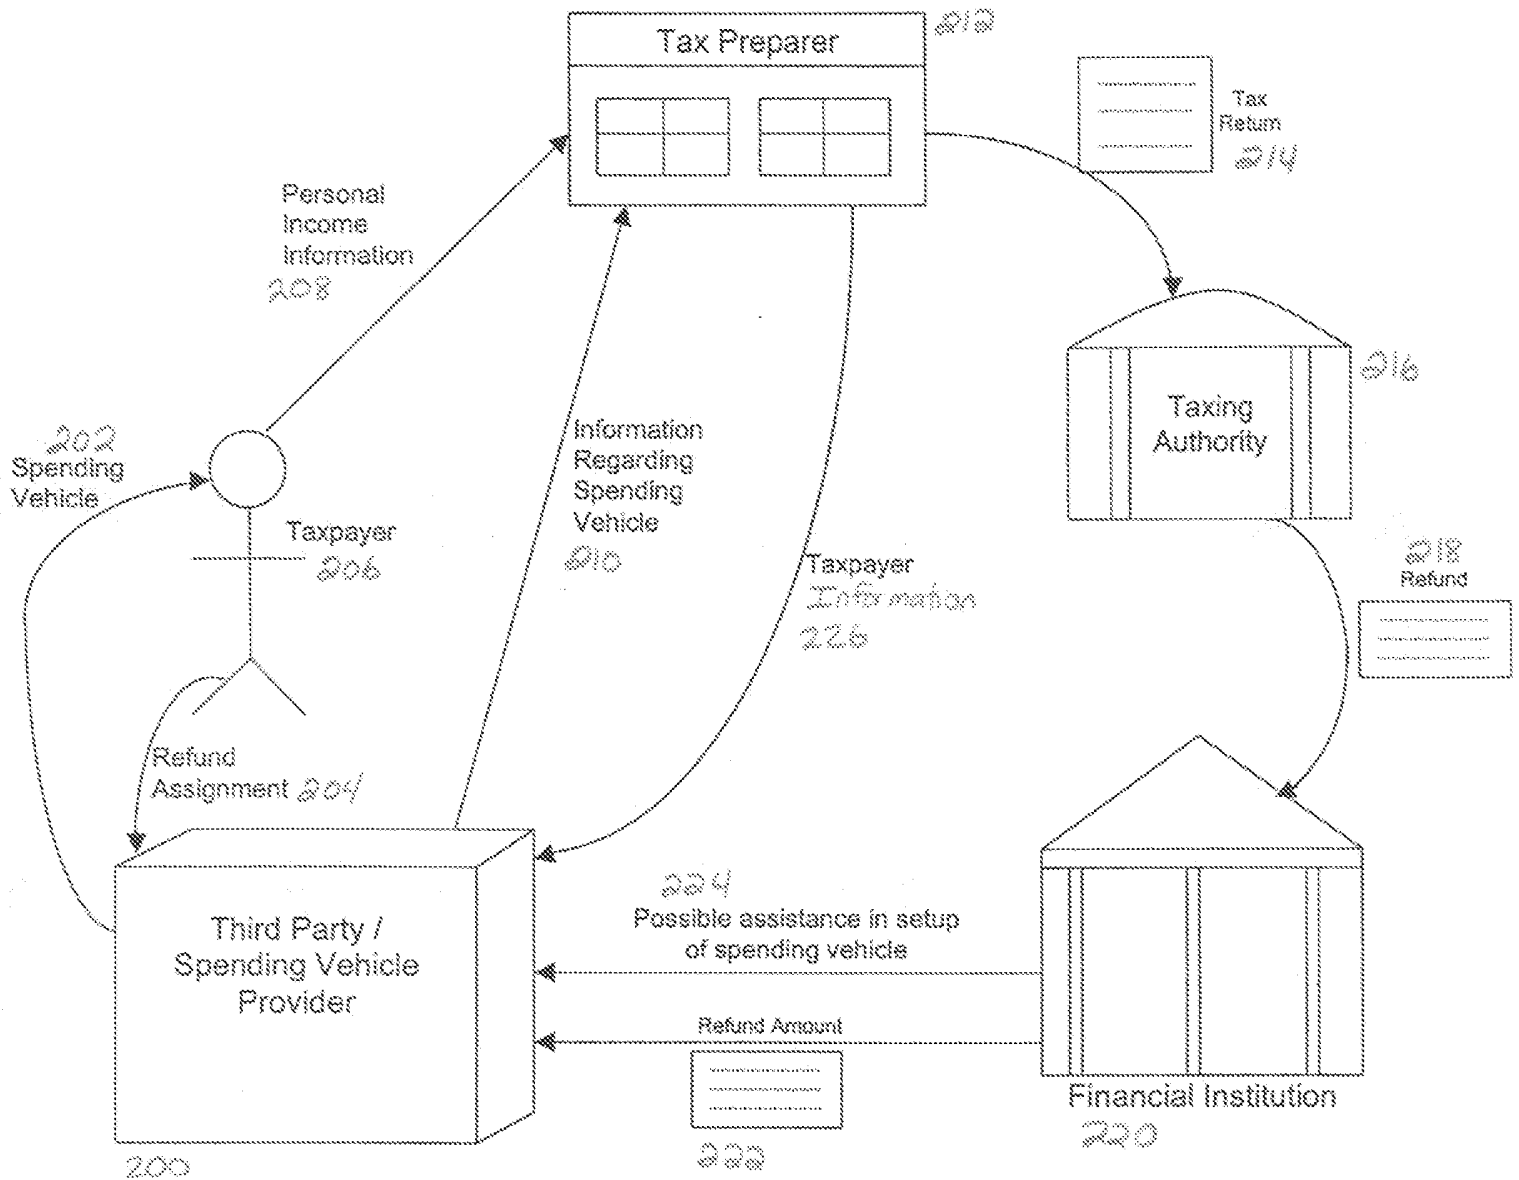 Tax Preparer
212
Tax
Return
214
Personal
Income
Information
208
216
Taxing
Authority
202
Spending
Vehicle
Information
Regarding
Spending
Vehicle
210
Taxpayer
206
Taxpayer
Information
226
218
Refund
Refund
Assignment 204
224
Possible assistance in setup
of spending vehicle
Third Party /
Spending Vehicle
Provider
Refund Amount
222
Financial Institution
220
200